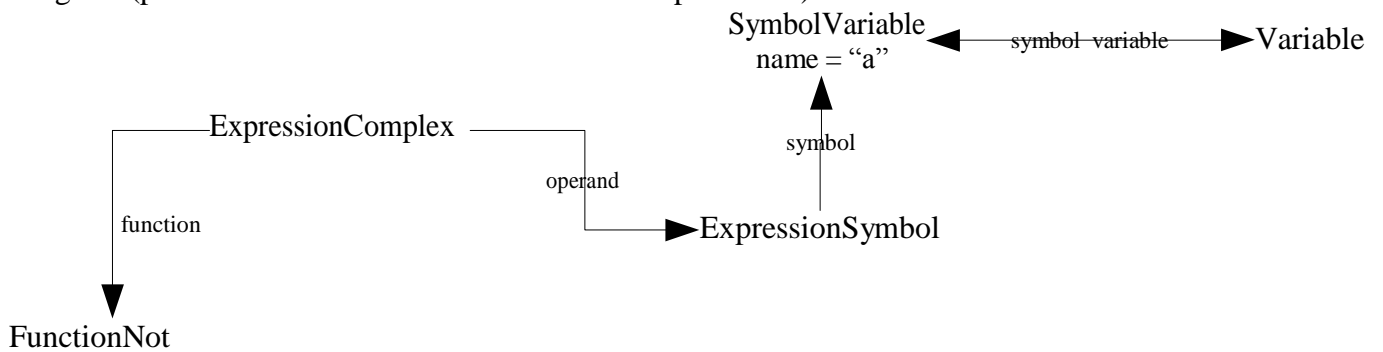 SymbolVariable
name = “a”
symbol variable
Variable
ExpressionComplex
symbol
operand
function
ExpressionSymbol
FunctionNot